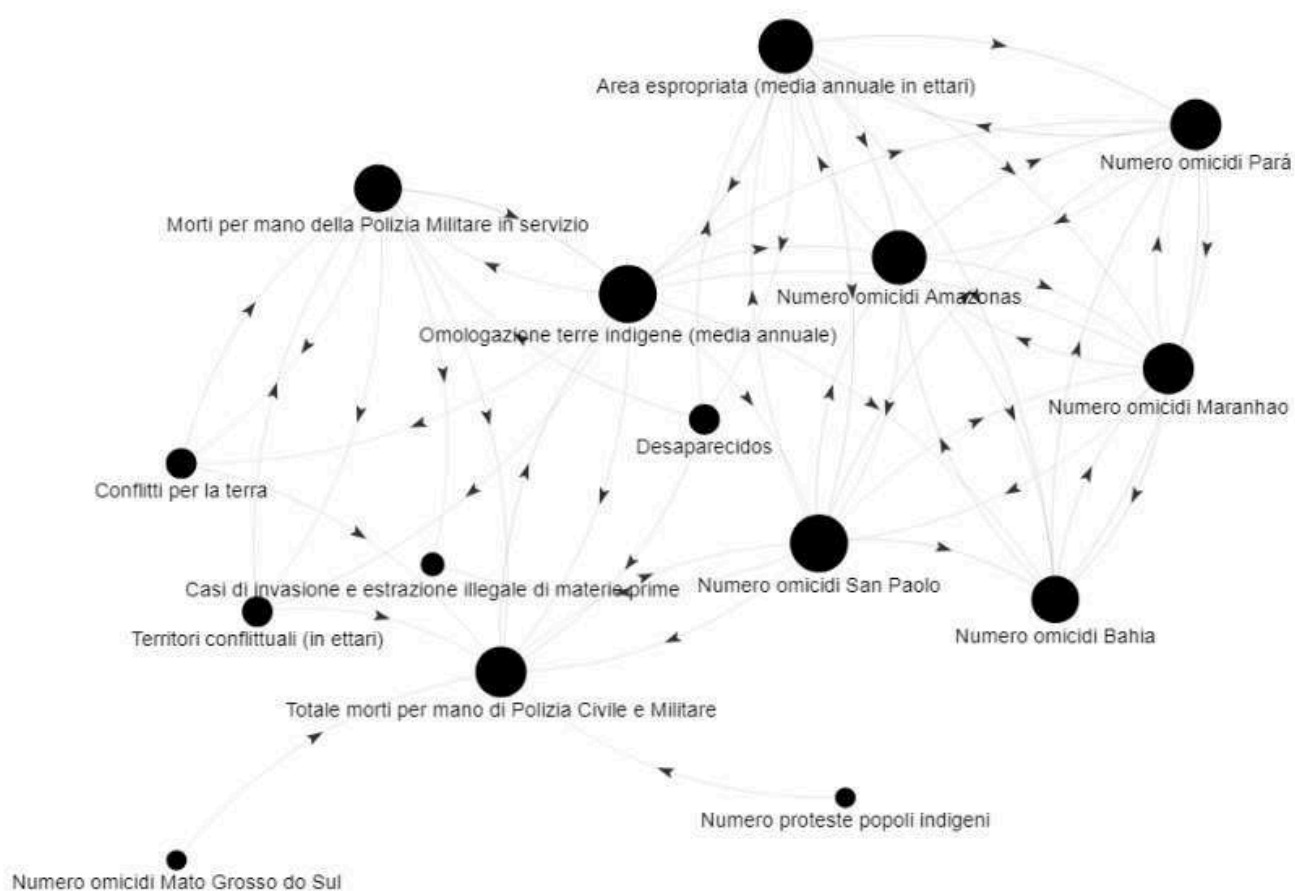 Area espropriata (media annuale in ettari)
Numero omicidi Pará
Morti per mano della Polizia Militare in servizio
Numero omicidi Amazonas
Omologazione terre indigene (media annuale)
Numero omicidi Maranhao
Desaparecidos
Conflitti per la terra
Casi di invasione e estrazione illegale di materie prime
Numero omicidi San Paolo
Territori conflittuali (in ettari)
Numero omicidi Bahia
Totale morti per mano di Polizia Civile e Militare
Numero proteste popoli indigeni
Numero omicidi Mato Grosso do Sul